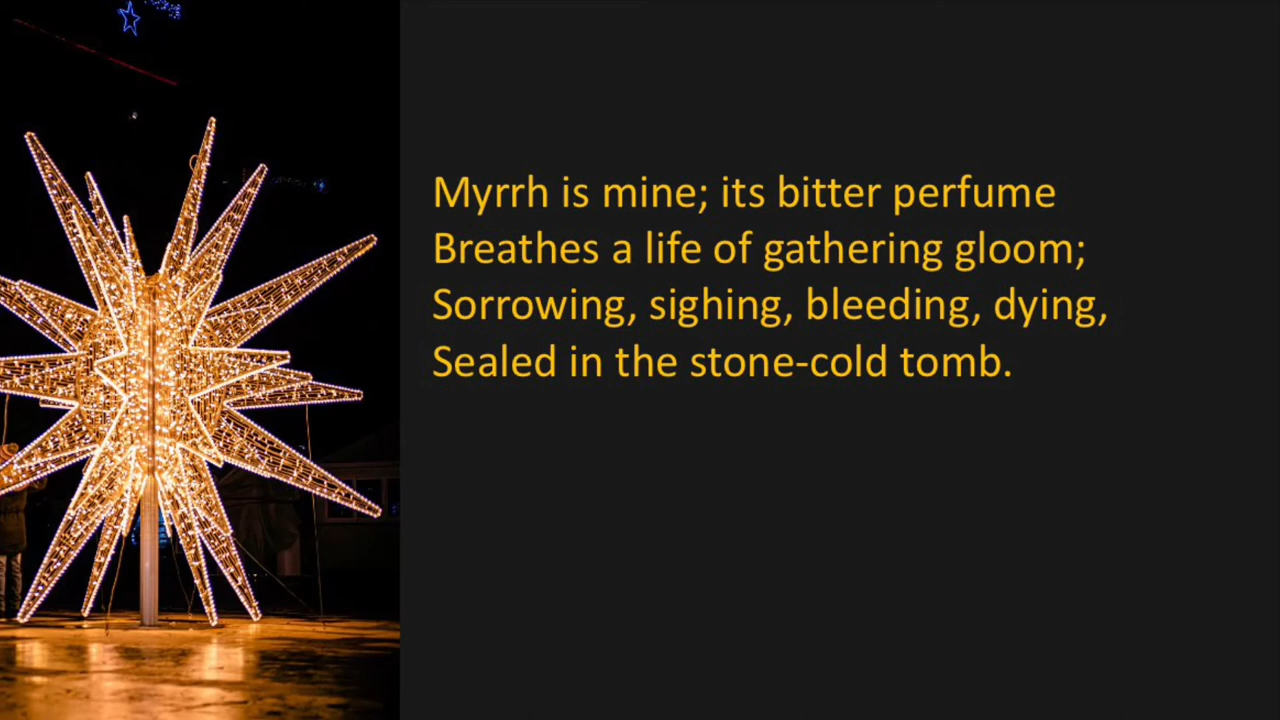 Myrrh is mine; its bitter perfume
Breathes a life of gathering gloom;
Sorrowing, sighing, bleeding, dying,
Sealed in the stone-cold tomb.